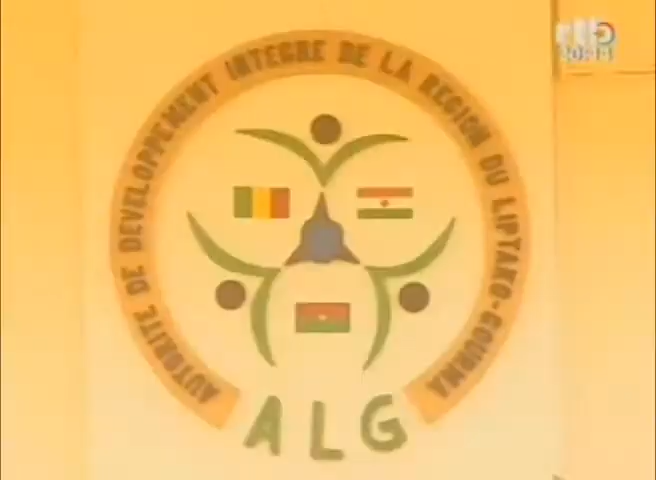 AUTORITE DE DEVELOPPEMENT INTEGRE DE LA REGION DU LIPTAKO-GOURMA
ALG